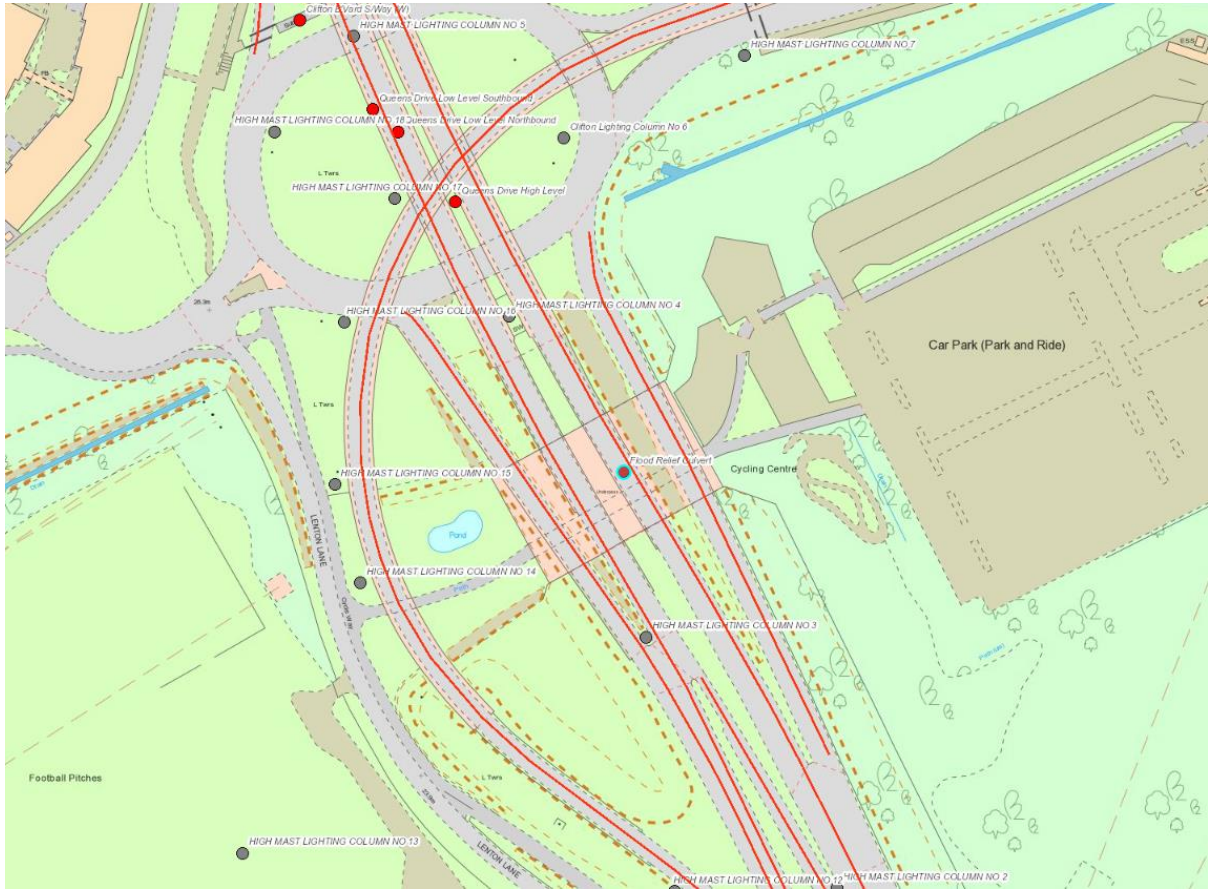 Clifton B'Vard S/Way (W)
HIGH MAST LIGHTING COLUMN NO 5
HIGH MAST LIGHTING COLUMN NO 7
ESS
Queens Drive Low Level Southbound
HIGH MAST LIGHTING COLUMN NO 18
Queens Drive Low Level Northbound
Clifton Lighting Column No 6
L Twrs
HIGH MAST LIGHTING COLUMN NO 17
Queens Drive High Level
HIGH MAST LIGHTING COLUMN NO 16
HIGH MAST LIGHTING COLUMN NO 4
SW
Car Park (Park and Ride)
L Twrs
Flood Relief Culvert
Cycling Centre
HIGH MAST LIGHTING COLUMN NO 15
Drain
LENTON LANE
Pond
HIGH MAST LIGHTING COLUMN NO 14
Path
HIGH MAST LIGHTING COLUMN NO 3
Path (um)
Football Pitches
L Twrs
HIGH MAST LIGHTING COLUMN NO 13
LENTON LANE
HIGH MAST LIGHTING COLUMN NO 12
HIGH MAST LIGHTING COLUMN NO 2